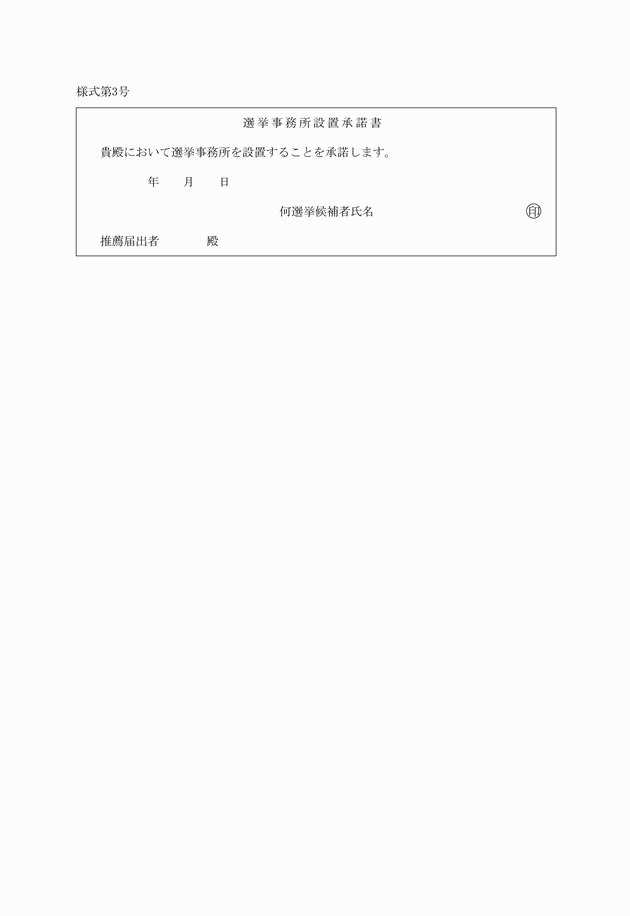 様式第3号
選挙事務所設置承諾書
貴殿において選挙事務所を設置することを承諾します。
年　　月　　日
何選挙候補者氏名　　　　　　　　　　　　　㊞
推薦届出者　　　　殿